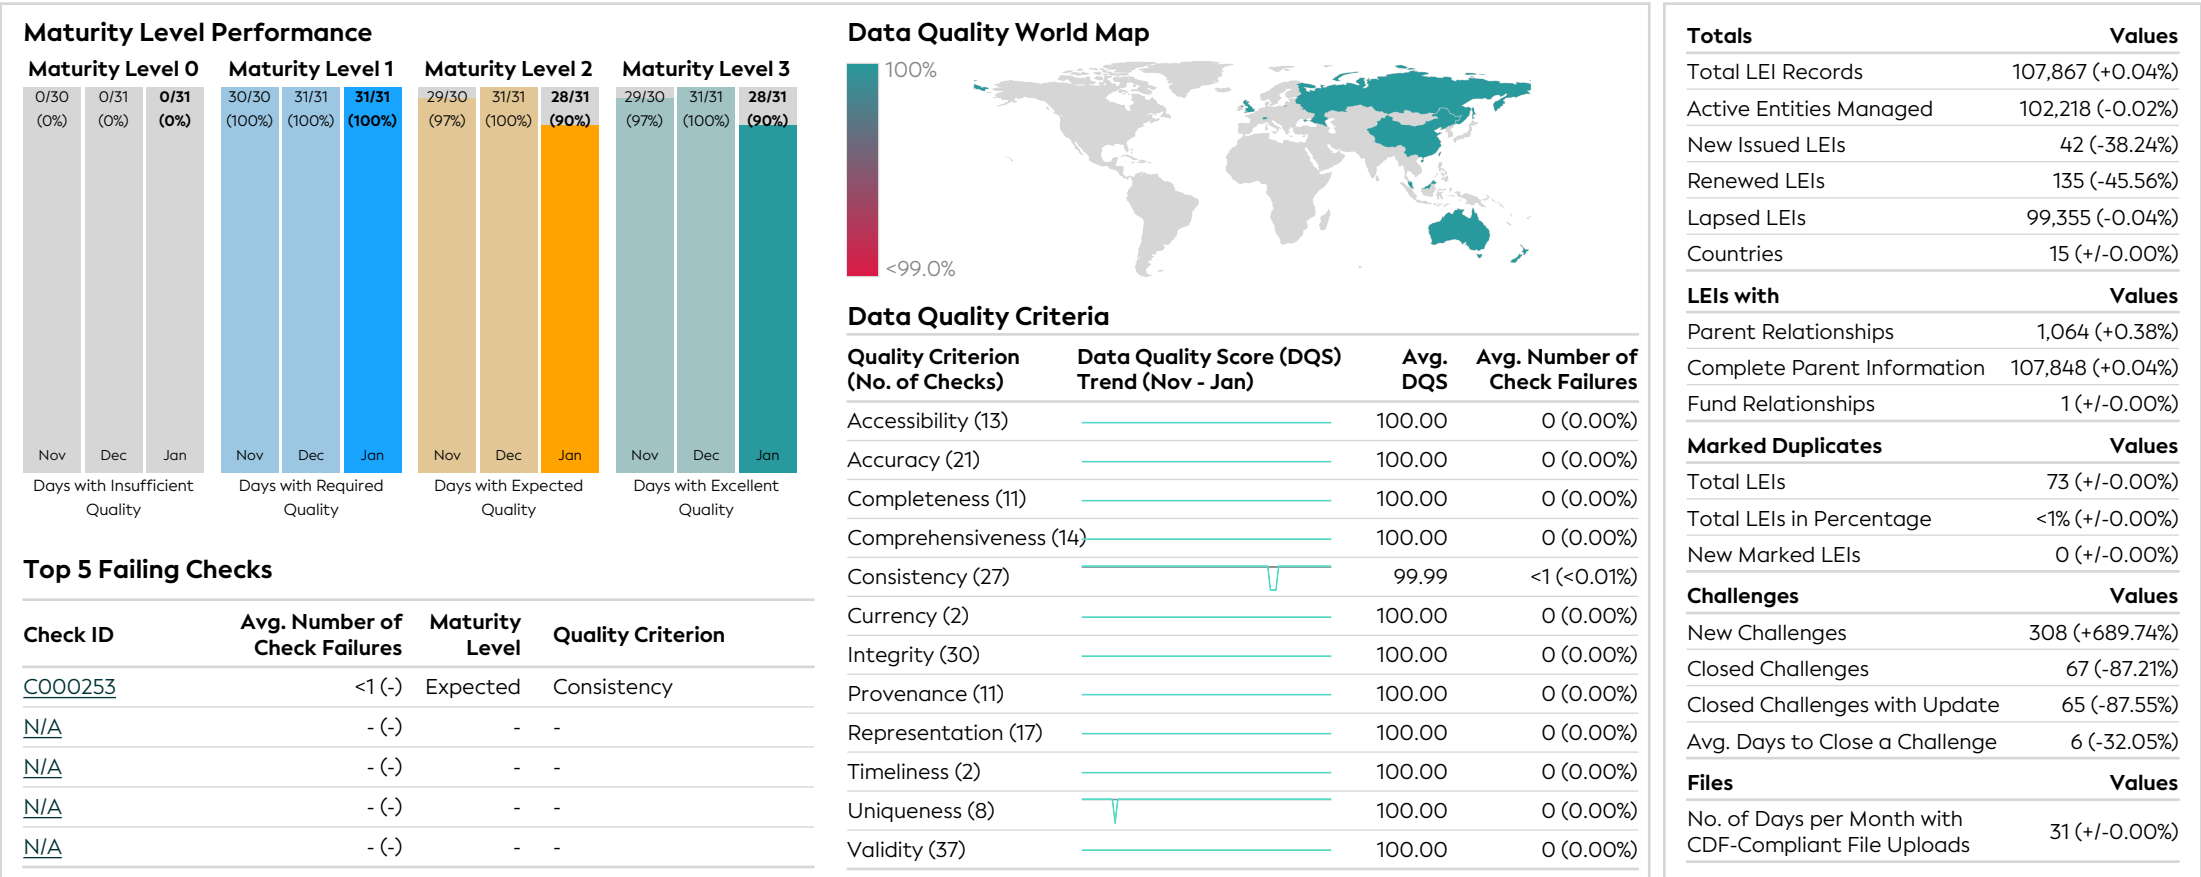 Maturity Level Performance
Maturity Level 0 Maturity Level 1 Maturity Level 2 Maturity Level 3
0/30 0/31 0/31 30/30 31/31 31/31 29/30 31/31 28/31 29/30 31/31 28/31
(0%) (0%) (0%) (100%) (100%) (100%) (97%) (100%) (90%) (97%) (100%) (90%)
Nov Dec Jan Nov Dec Jan Nov Dec Jan Nov Dec Jan
Days with Insufficient Quality
Days with Required Quality
Days with Expected Quality
Days with Excellent Quality
Top 5 Failing Checks
Check ID Avg. Number of Check Failures Maturity Level Quality Criterion
C000253 <1 (-) Expected Consistency
N/A - (-) - -
N/A - (-) - -
N/A - (-) - -
N/A - (-) - -
Data Quality World Map
100%
<99.0%
Data Quality Criteria
Quality Criterion (No. of Checks) Data Quality Score (DQS) Trend (Nov - Jan) Avg. DQS Avg. Number of Check Failures
Accessibility (13) 100.00 0 (0.00%)
Accuracy (21) 100.00 0 (0.00%)
Completeness (11) 100.00 0 (0.00%)
Comprehensiveness (14) 100.00 0 (0.00%)
Consistency (27) 99.99 <1 (<0.01%)
Currency (2) 100.00 0 (0.00%)
Integrity (30) 100.00 0 (0.00%)
Provenance (11) 100.00 0 (0.00%)
Representation (17) 100.00 0 (0.00%)
Timeliness (2) 100.00 0 (0.00%)
Uniqueness (8) 100.00 0 (0.00%)
Validity (37) 100.00 0 (0.00%)
Totals Values
Total LEI Records 107,867 (+0.04%)
Active Entities Managed 102,218 (-0.02%)
New Issued LEIs 42 (-38.24%)
Renewed LEIs 135 (-45.56%)
Lapsed LEIs 99,355 (-0.04%)
Countries 15 (+/-0.00%)
LEIs with Values
Parent Relationships 1,064 (+0.38%)
Complete Parent Information 107,848 (+0.04%)
Fund Relationships 1 (+/-0.00%)
Marked Duplicates Values
Total LEIs 73 (+/-0.00%)
Total LEIs in Percentage <1% (+/-0.00%)
New Marked LEIs 0 (+/-0.00%)
Challenges Values
New Challenges 308 (+689.74%)
Closed Challenges 67 (-87.21%)
Closed Challenges with Update 65 (-87.55%)
Avg. Days to Close a Challenge 6 (-32.05%)
Files Values
No. of Days per Month with
CDF-Compliant File Uploads 31 (+/-0.00%)